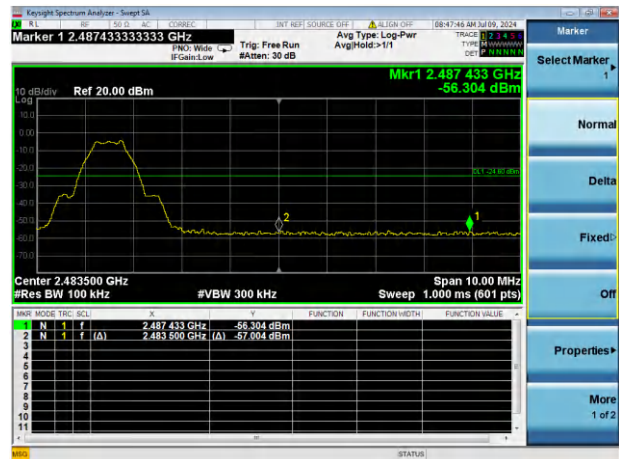 Keysight Spectrum Analyzer - Swept SA
RL RF 50 Ω AC CORREC INT REF SOURCE OFF ALIGN OFF 08:47:46 AM Jul 09, 2024
Marker 1 2.487433333333 GHz
PNO: Wide
IFGain:Low
Trig: Free Run
#Atten: 30 dB
Avg Type: Log-Pwr
Avg|Hold:>1/1
TRACE 1 2 3 4 5 6
TYPE M W W W W W
DET P N N N N N
Mkr1 2.487 433 GHz
-56.304 dBm
10 dB/div Ref 20.00 dBm
Log
10.0
0.00
-10.0
-20.0
-30.0
-40.0
-50.0
-60.0
-70.0
DL1 -24.60 dBm
2
1
Center 2.483500 GHz Span 10.00 MHz
#Res BW 100 kHz #VBW 300 kHz Sweep 1.000 ms (601 pts)
MKR MODE TRC SCL X Y FUNCTION FUNCTION WIDTH FUNCTION VALUE
1 N 1 f 2.487 433 GHz -56.304 dBm
2 N 1 f (Δ) 2.483 500 GHz (Δ) -57.004 dBm
3
4
5
6
7
8
9
10
11
MSG STATUS
Marker
Select Marker
1
Normal
Delta
Fixed
Off
Properties
More
1 of 2